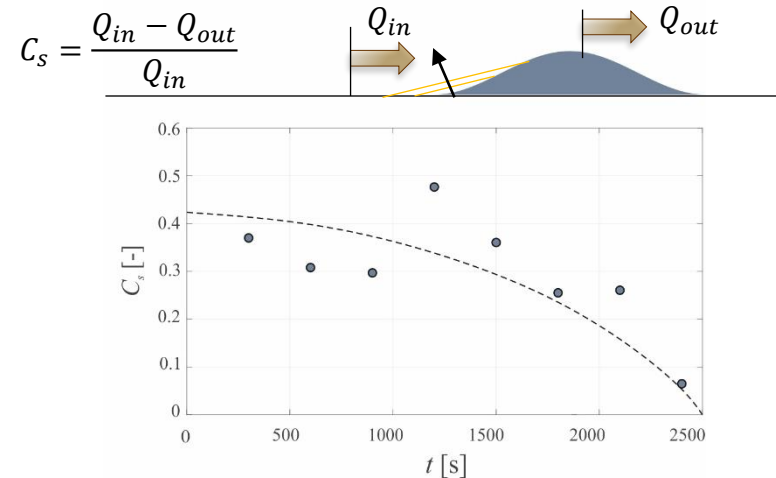 C_s = (Q_in − Q_out) / Q_in
Q_in
Q_out
0.6
0.5
0.4
0.3
0.2
0.1
0
C_s [-]
0 500 1000 1500 2000 2500
t [s]